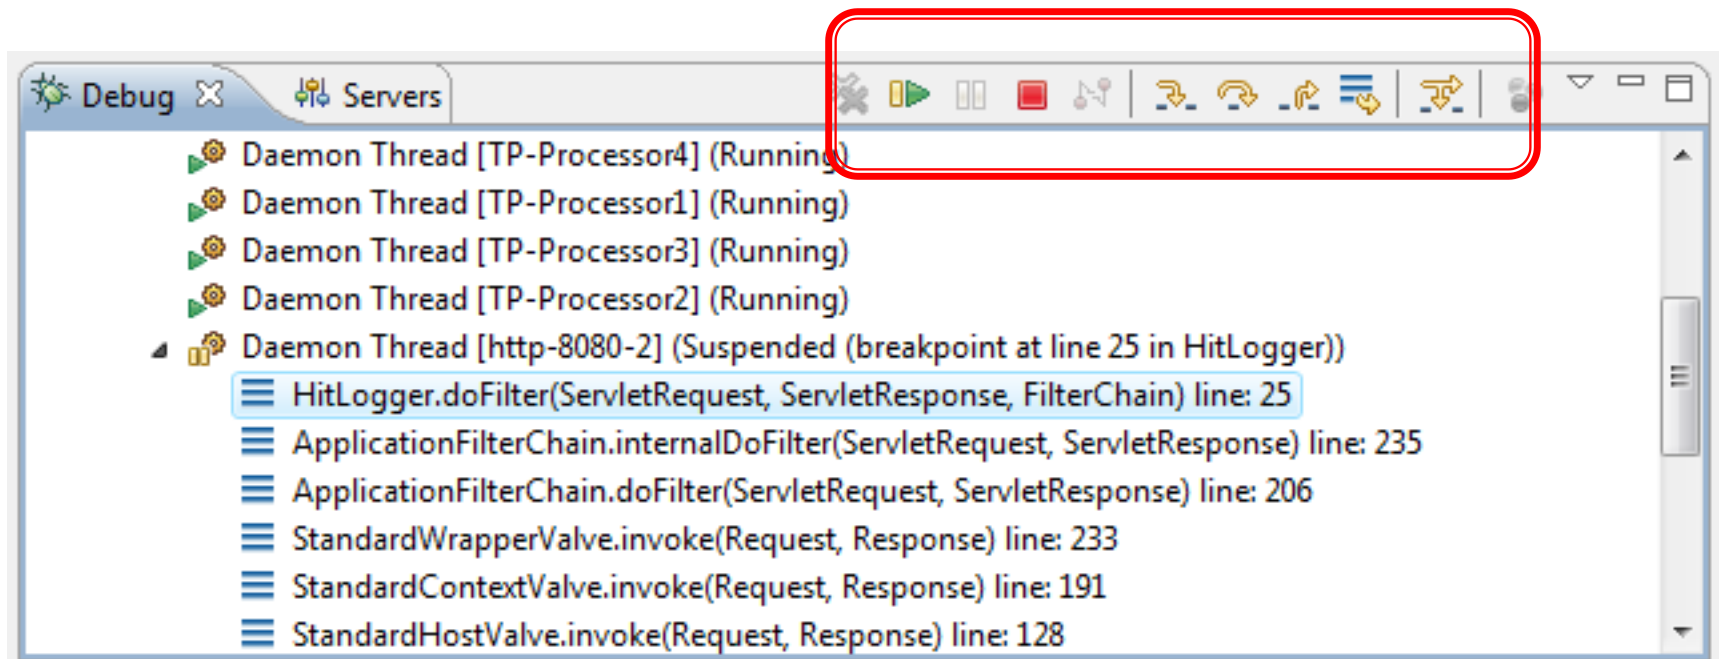 Debug Servers
Daemon Thread [TP-Processor4] (Running)
Daemon Thread [TP-Processor1] (Running)
Daemon Thread [TP-Processor3] (Running)
Daemon Thread [TP-Processor2] (Running)
Daemon Thread [http-8080-2] (Suspended (breakpoint at line 25 in HitLogger))
HitLogger.doFilter(ServletRequest, ServletResponse, FilterChain) line: 25
ApplicationFilterChain.internalDoFilter(ServletRequest, ServletResponse) line: 235
ApplicationFilterChain.doFilter(ServletRequest, ServletResponse) line: 206
StandardWrapperValve.invoke(Request, Response) line: 233
StandardContextValve.invoke(Request, Response) line: 191
StandardHostValve.invoke(Request, Response) line: 128